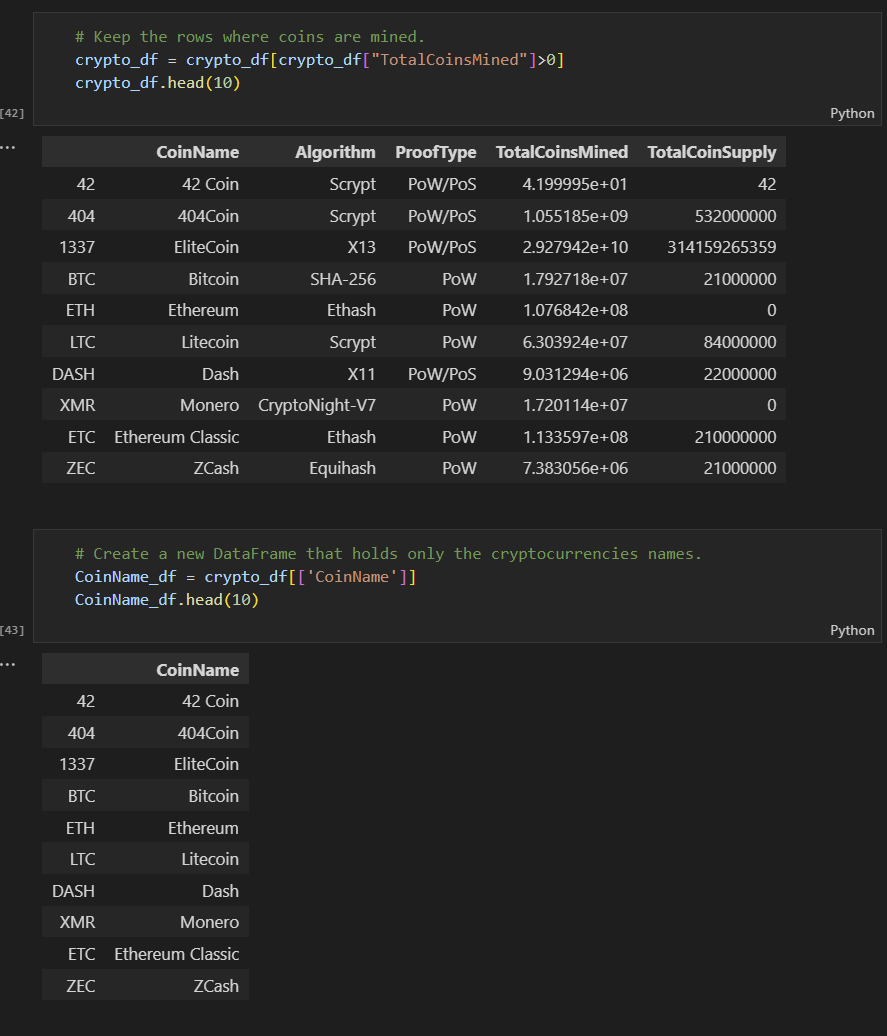 # Keep the rows where coins are mined.
crypto_df = crypto_df[crypto_df["TotalCoinsMined"]>0]
crypto_df.head(10)
[42]
Python
...
CoinName Algorithm ProofType TotalCoinsMined TotalCoinSupply
42 42 Coin Scrypt PoW/PoS 4.199995e+01 42
404 404Coin Scrypt PoW/PoS 1.055185e+09 532000000
1337 EliteCoin X13 PoW/PoS 2.927942e+10 314159265359
BTC Bitcoin SHA-256 PoW 1.792718e+07 21000000
ETH Ethereum Ethash PoW 1.076842e+08 0
LTC Litecoin Scrypt PoW 6.303924e+07 84000000
DASH Dash X11 PoW/PoS 9.031294e+06 22000000
XMR Monero CryptoNight-V7 PoW 1.720114e+07 0
ETC Ethereum Classic Ethash PoW 1.133597e+08 210000000
ZEC ZCash Equihash PoW 7.383056e+06 21000000
# Create a new DataFrame that holds only the cryptocurrencies names.
CoinName_df = crypto_df[['CoinName']]
CoinName_df.head(10)
[43]
Python
...
CoinName
42 42 Coin
404 404Coin
1337 EliteCoin
BTC Bitcoin
ETH Ethereum
LTC Litecoin
DASH Dash
XMR Monero
ETC Ethereum Classic
ZEC ZCash